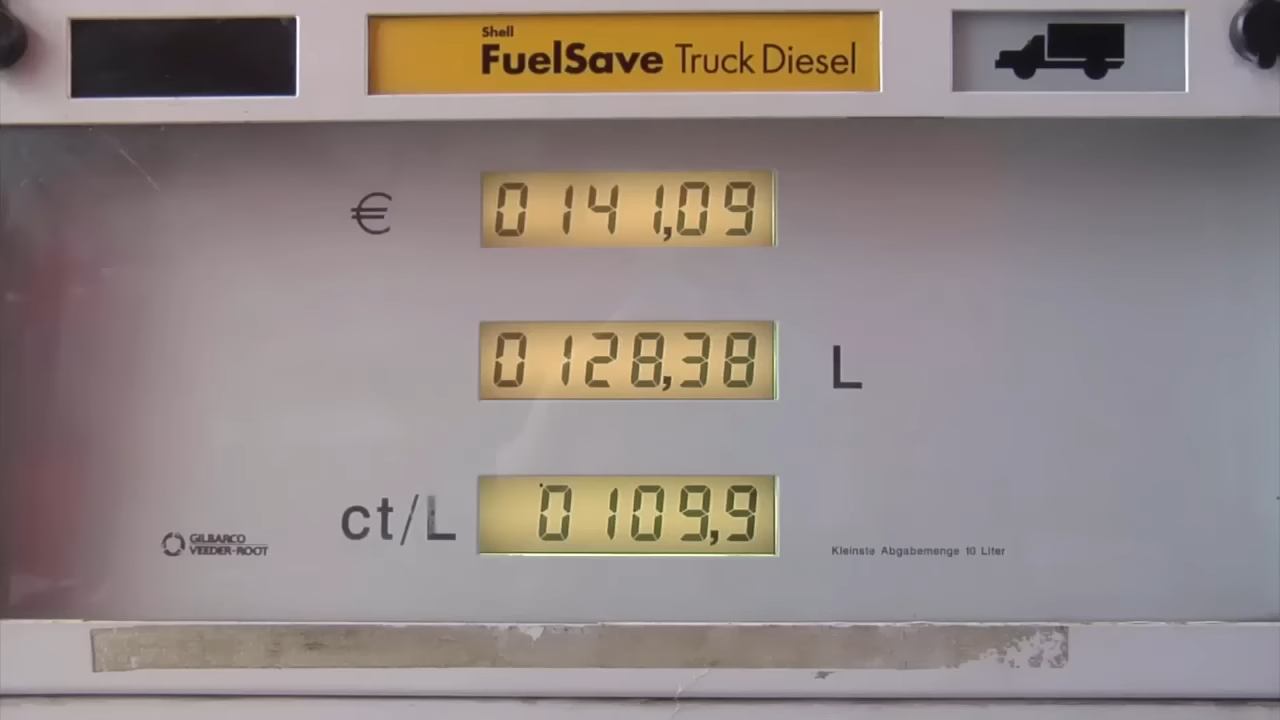 Shell
FuelSave Truck Diesel
€ 0141,09
0128,38 L
ct/L 0109,9
GILBARCO
VEEDER-ROOT
Kleinste Abgabemenge 10 Liter